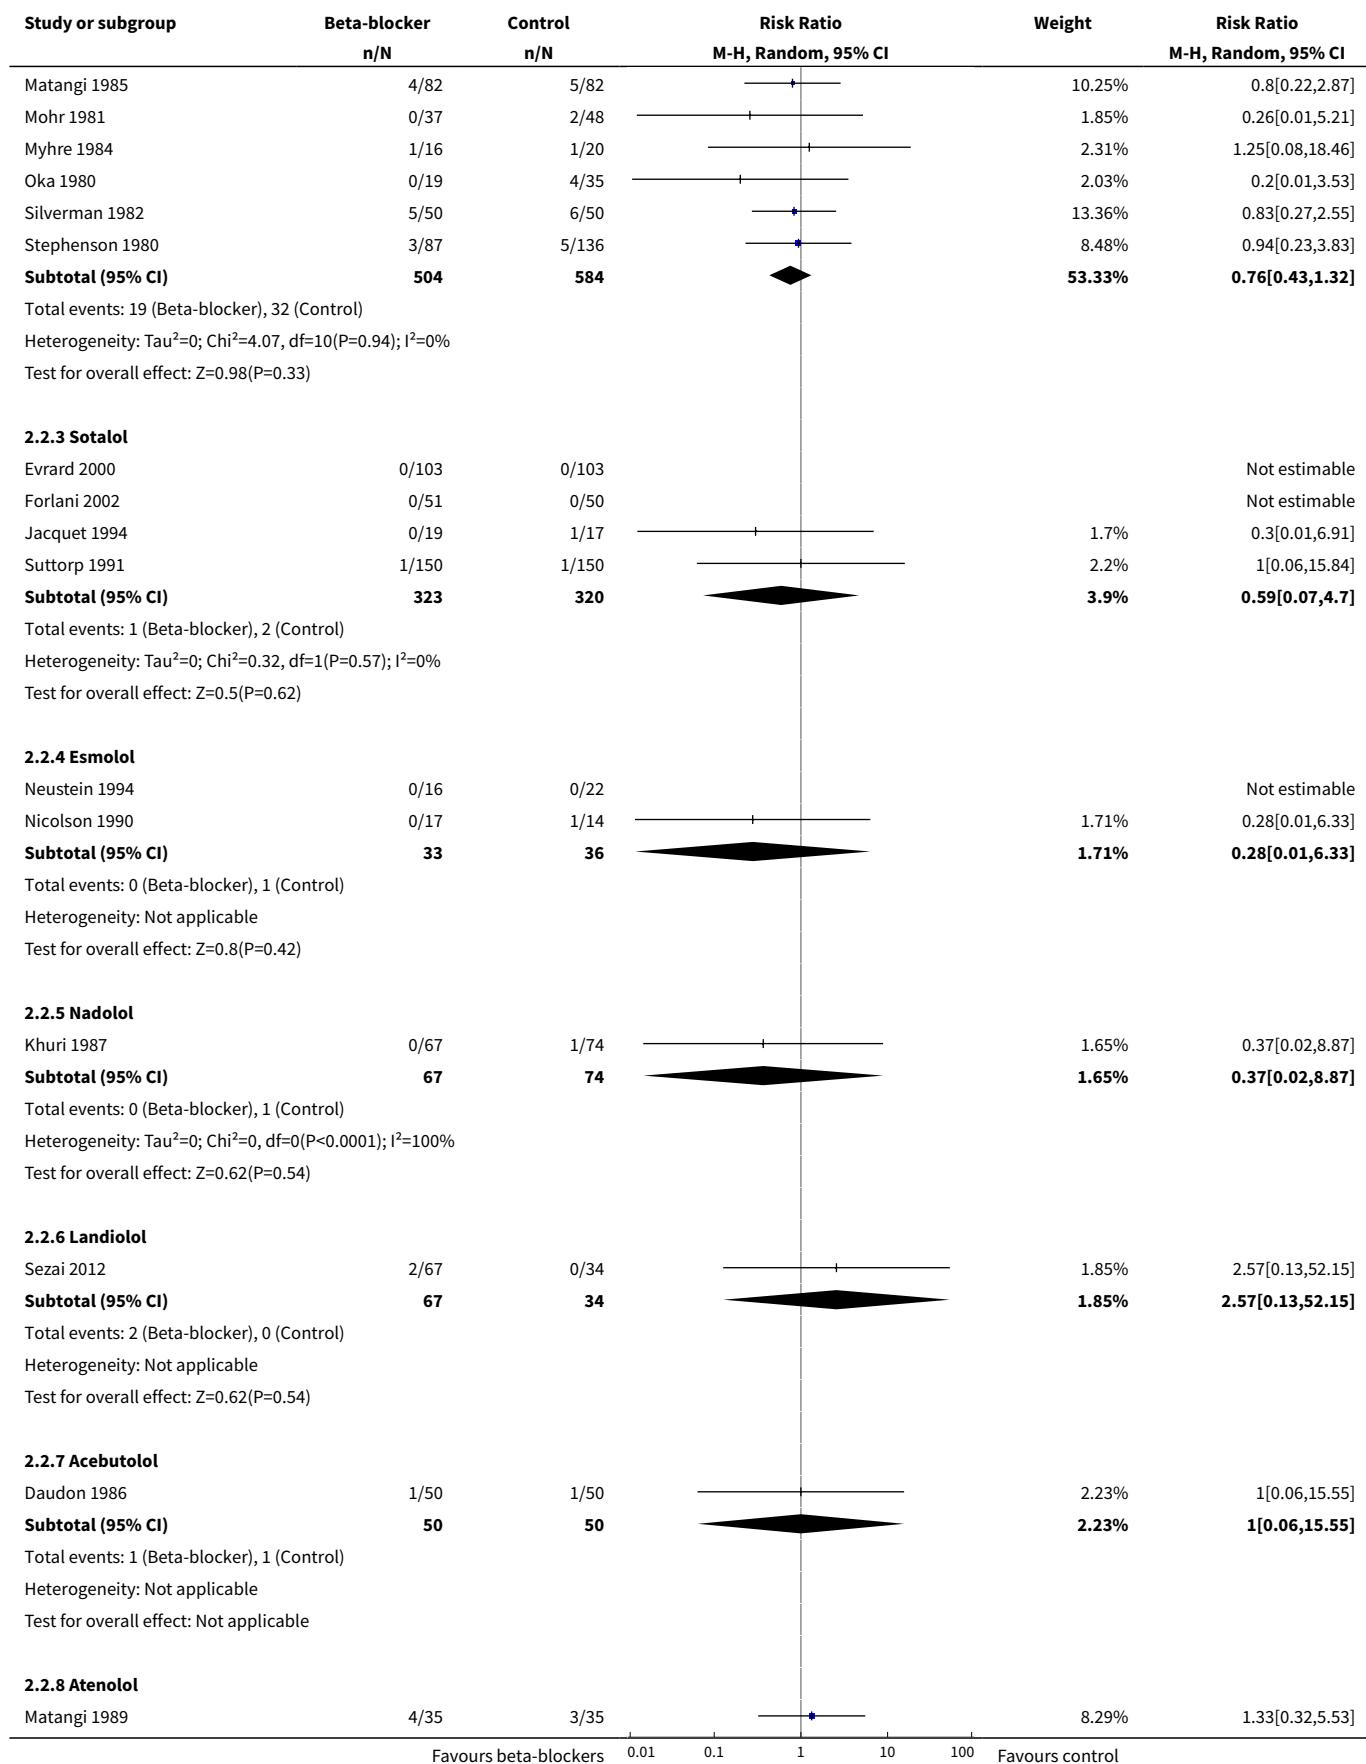 Study or subgroup Beta-blocker Control Risk Ratio Weight Risk Ratio
n/N n/N M-H, Random, 95% CI M-H, Random, 95% CI
Matangi 1985 4/82 5/82 10.25% 0.8[0.22,2.87]
Mohr 1981 0/37 2/48 1.85% 0.26[0.01,5.21]
Myhre 1984 1/16 1/20 2.31% 1.25[0.08,18.46]
Oka 1980 0/19 4/35 2.03% 0.2[0.01,3.53]
Silverman 1982 5/50 6/50 13.36% 0.83[0.27,2.55]
Stephenson 1980 3/87 5/136 8.48% 0.94[0.23,3.83]
Subtotal (95% CI) 504 584 53.33% 0.76[0.43,1.32]
Total events: 19 (Beta-blocker), 32 (Control)
Heterogeneity: Tau²=0; Chi²=4.07, df=10(P=0.94); I²=0%
Test for overall effect: Z=0.98(P=0.33)
2.2.3 Sotalol
Evrard 2000 0/103 0/103 Not estimable
Forlani 2002 0/51 0/50 Not estimable
Jacquet 1994 0/19 1/17 1.7% 0.3[0.01,6.91]
Suttorp 1991 1/150 1/150 2.2% 1[0.06,15.84]
Subtotal (95% CI) 323 320 3.9% 0.59[0.07,4.7]
Total events: 1 (Beta-blocker), 2 (Control)
Heterogeneity: Tau²=0; Chi²=0.32, df=1(P=0.57); I²=0%
Test for overall effect: Z=0.5(P=0.62)
2.2.4 Esmolol
Neustein 1994 0/16 0/22 Not estimable
Nicolson 1990 0/17 1/14 1.71% 0.28[0.01,6.33]
Subtotal (95% CI) 33 36 1.71% 0.28[0.01,6.33]
Total events: 0 (Beta-blocker), 1 (Control)
Heterogeneity: Not applicable
Test for overall effect: Z=0.8(P=0.42)
2.2.5 Nadolol
Khuri 1987 0/67 1/74 1.65% 0.37[0.02,8.87]
Subtotal (95% CI) 67 74 1.65% 0.37[0.02,8.87]
Total events: 0 (Beta-blocker), 1 (Control)
Heterogeneity: Tau²=0; Chi²=0, df=0(P<0.0001); I²=100%
Test for overall effect: Z=0.62(P=0.54)
2.2.6 Landiolol
Sezai 2012 2/67 0/34 1.85% 2.57[0.13,52.15]
Subtotal (95% CI) 67 34 1.85% 2.57[0.13,52.15]
Total events: 2 (Beta-blocker), 0 (Control)
Heterogeneity: Not applicable
Test for overall effect: Z=0.62(P=0.54)
2.2.7 Acebutolol
Daudon 1986 1/50 1/50 2.23% 1[0.06,15.55]
Subtotal (95% CI) 50 50 2.23% 1[0.06,15.55]
Total events: 1 (Beta-blocker), 1 (Control)
Heterogeneity: Not applicable
Test for overall effect: Not applicable
2.2.8 Atenolol
Matangi 1989 4/35 3/35 8.29% 1.33[0.32,5.53]
Favours beta-blockers 0.01 0.1 1 10 100 Favours control